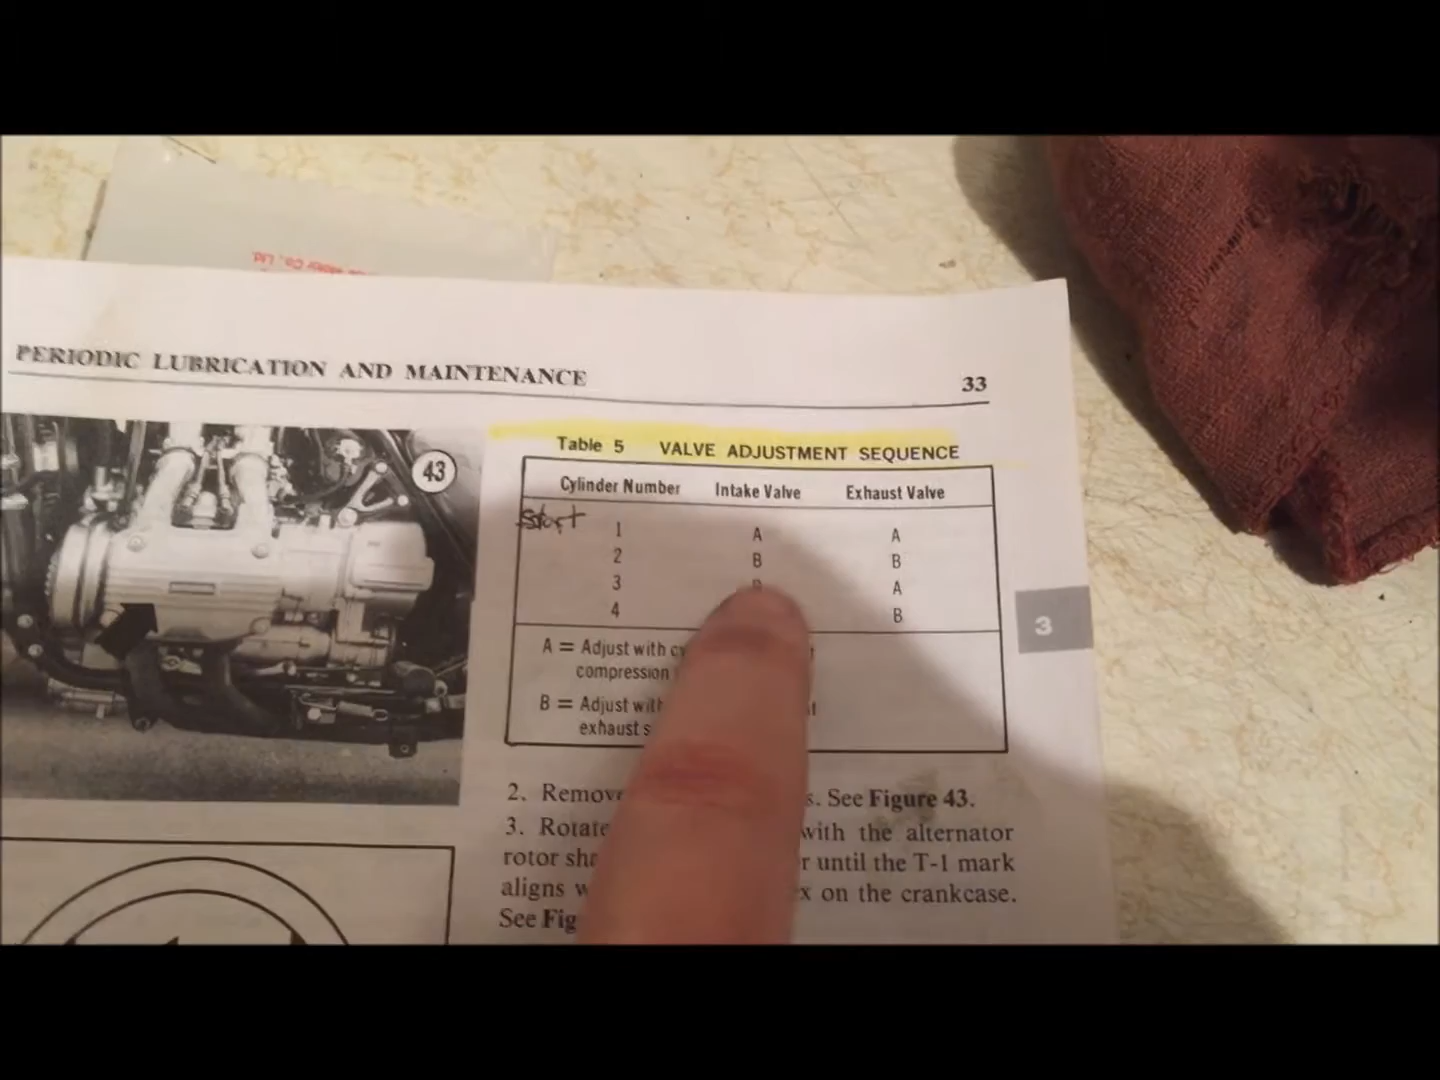 PERIODIC LUBRICATION AND MAINTENANCE
33
43
Table 5 VALVE ADJUSTMENT SEQUENCE
Cylinder Number Intake Valve Exhaust Valve
Start
1 A A
2 B B
3 A
4 B
A = Adjust with
compression
B = Adjust with
exhaust
3
2. Remove See Figure 43.
3. Rotate with the alternator
rotor until the T-1 mark
aligns on the crankcase.
See